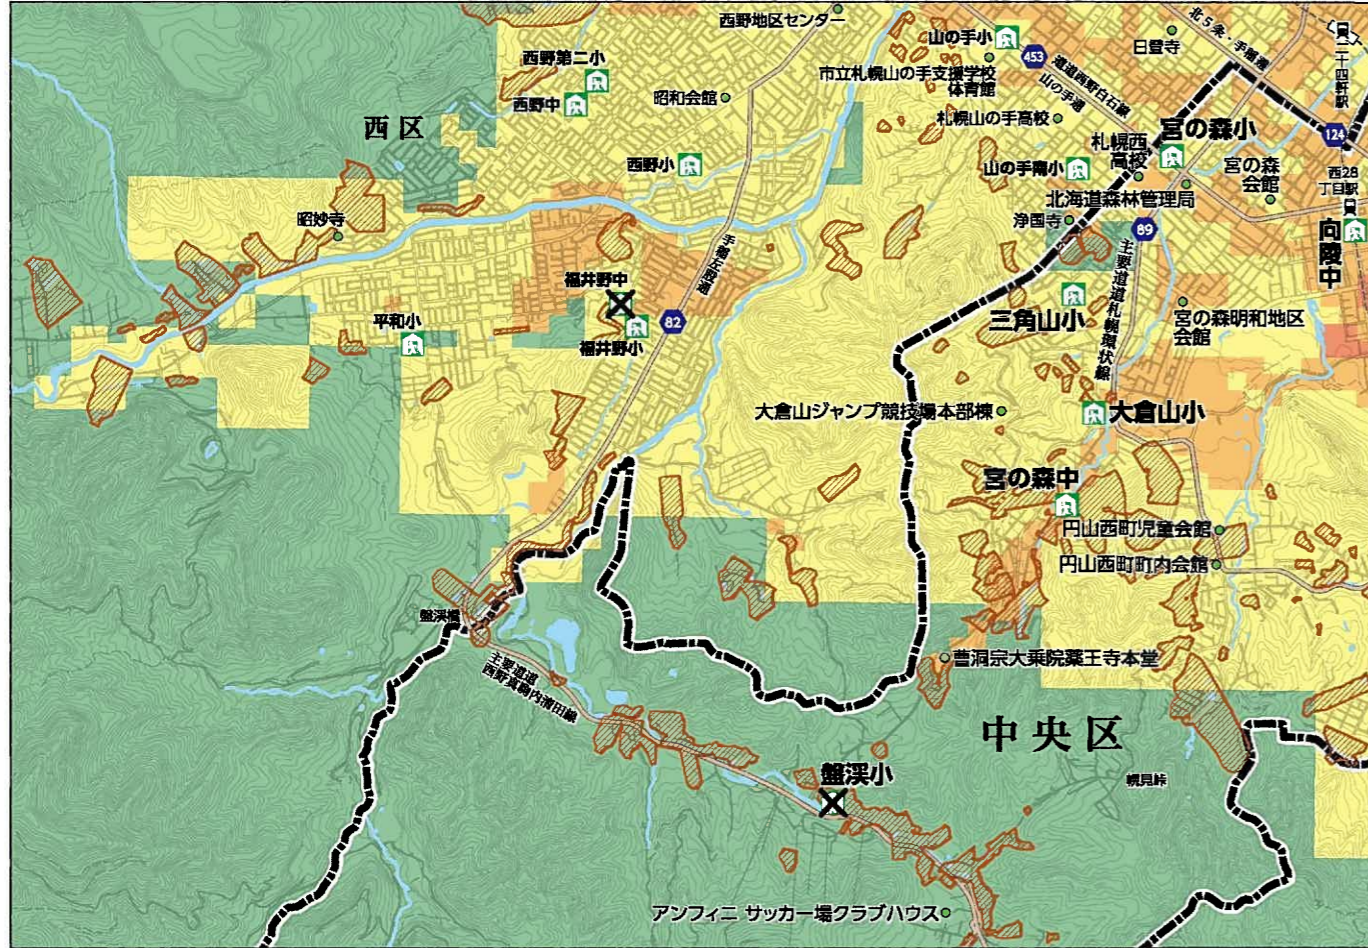 西野地区センター
山の手小
453
日登寺
北5条・手稲通
二十四軒駅
西野第二小
市立札幌山の手支援学校
体育館
道道西野白石線
山の手通
西野中
昭和会館
西区
札幌山の手高校
宮の森小
124
札幌西
高校
西野小
山の手南小
宮の森
会館
西28
丁目駅
北海道森林管理局
昭妙寺
浄国寺
89
向陵中
手稲左股通
主要道道札幌環状線
福井野中
平和小
82
三角山小
宮の森明和地区
会館
福井野小
大倉山ジャンプ競技場本部棟
大倉山小
宮の森中
円山西町児童会館
円山西町町内会館
盤渓橋
主要道道
西野真駒内清田線
曹洞宗大乗院薬王寺本堂
中央区
盤渓小
幌見峠
アンフィニ サッカー場クラブハウス